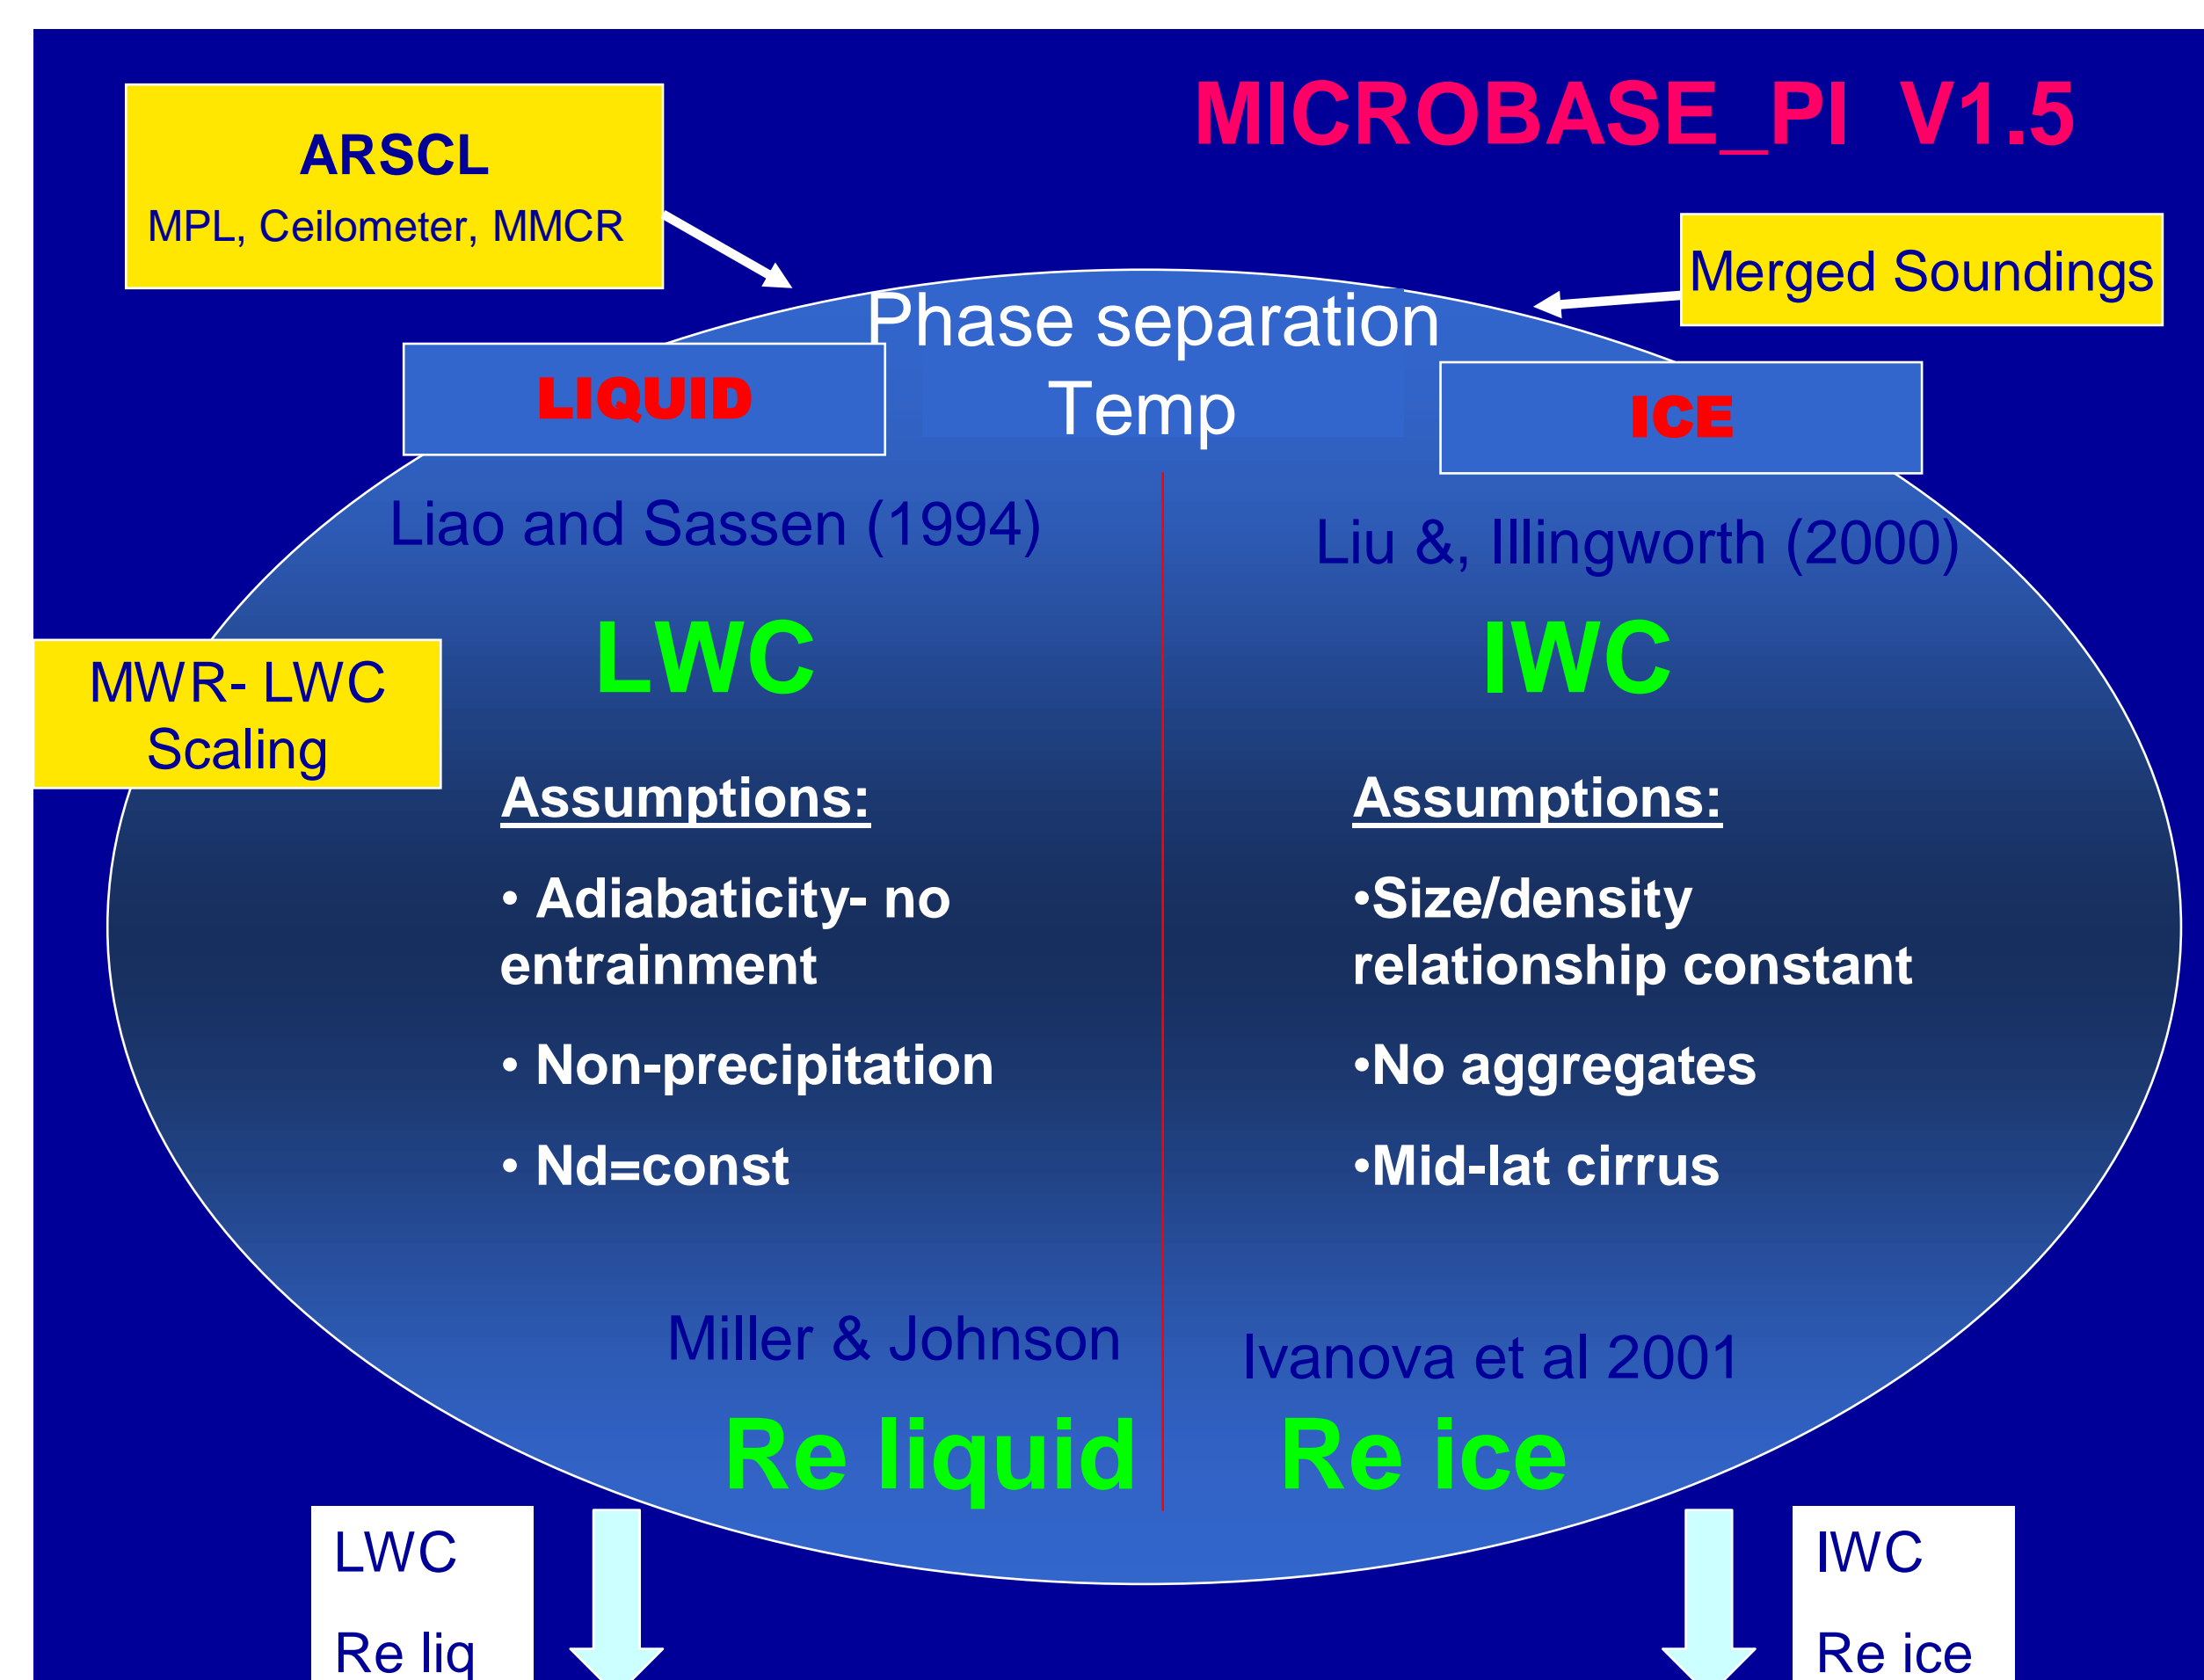 MICROBASE_PI V1.5
ARSCL
MPL, Ceilometer, MMCR
Merged Soundings
Phase separation
Temp
LIQUID
ICE
Liao and Sassen (1994)
LWC
MWR- LWC
Scaling
Assumptions:
• Adiabaticity- no
entrainment
• Non-precipitation
• Nd=const
Miller & Johnson
Re liquid
Liu &, Illingworth (2000)
IWC
Assumptions:
•Size/density
relationship constant
•No aggregates
•Mid-lat cirrus
Ivanova et al 2001
Re ice
LWC
Re liq
IWC
Re ice